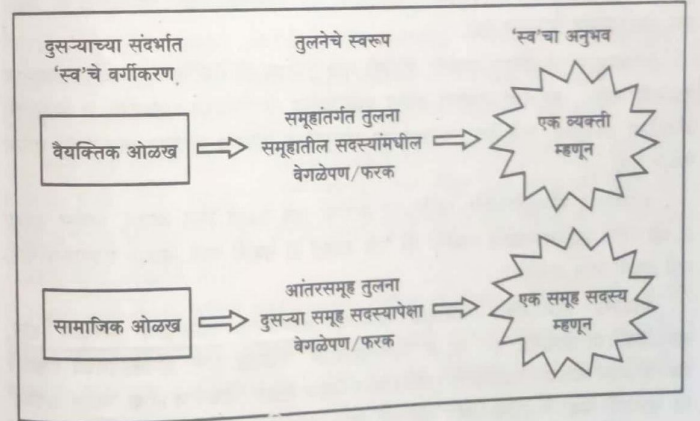 दुसऱ्याच्या संदर्भात
'स्व'चे वर्गीकरण
तुलनेचे स्वरूप
'स्व'चा अनुभव
वैयक्तिक ओळख
समूहांतर्गत तुलना
समूहातील सदस्यांमधील
वेगळेपण/फरक
एक व्यक्ती
म्हणून
सामाजिक ओळख
आंतरसमूह तुलना
दुसऱ्या समूह सदस्यापेक्षा
वेगळेपण/फरक
एक समूह सदस्य
म्हणून